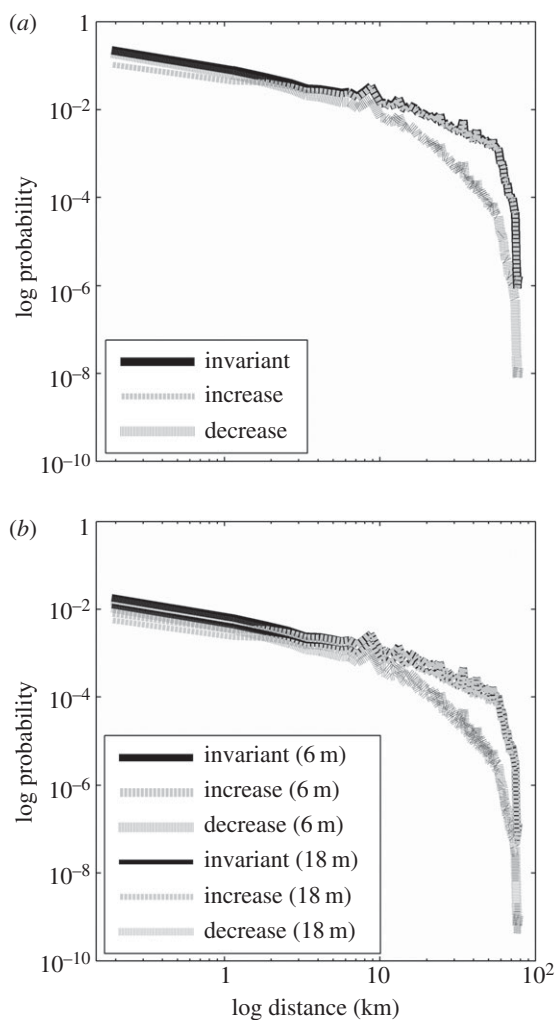 (a)
1
10⁻²
10⁻⁴
10⁻⁶
10⁻⁸
10⁻¹⁰
log probability
invariant
increase
decrease
(b)
1
10⁻²
10⁻⁴
10⁻⁶
10⁻⁸
10⁻¹⁰
log probability
invariant (6 m)
increase (6 m)
decrease (6 m)
invariant (18 m)
increase (18 m)
decrease (18 m)
1 10 10²
log distance (km)